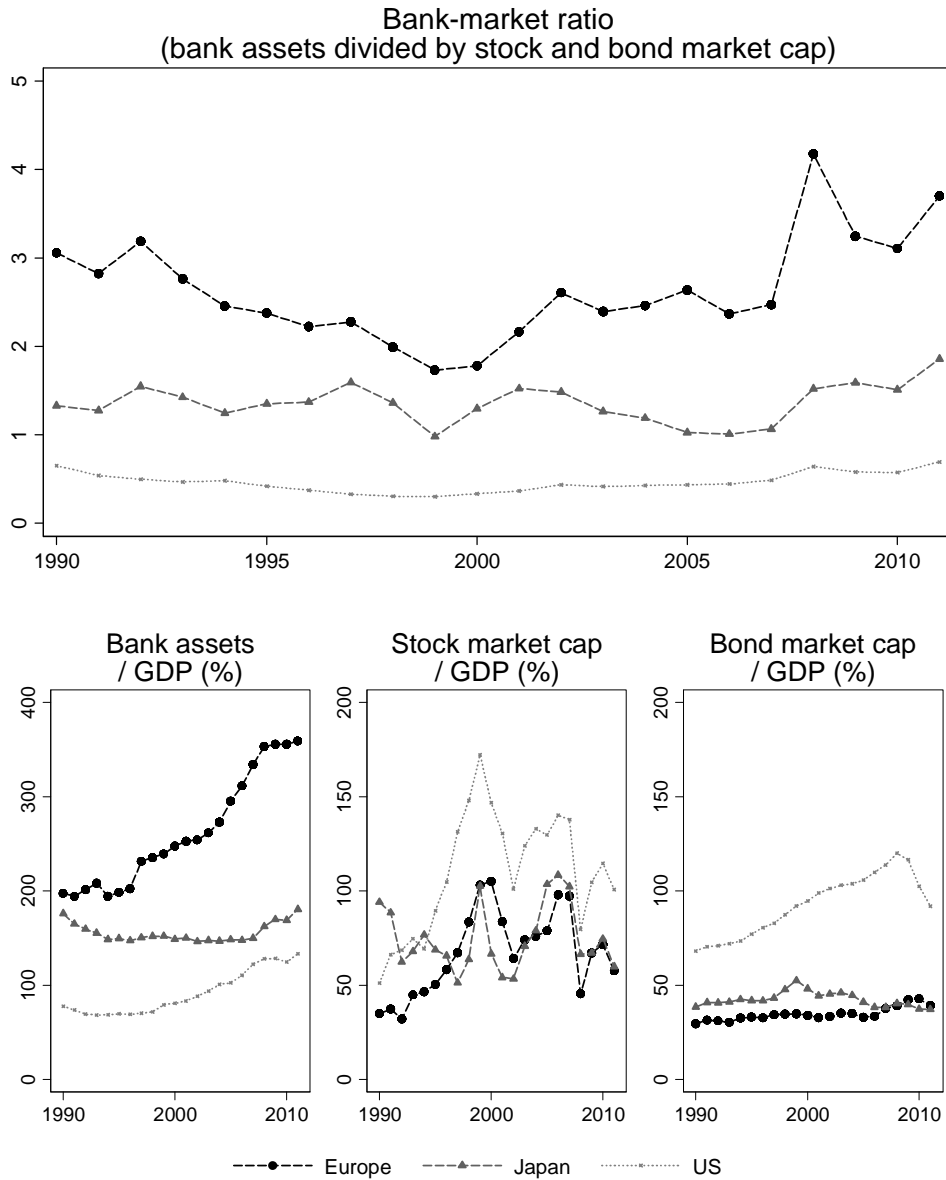 Bank-market ratio
(bank assets divided by stock and bond market cap)
5
4
3
2
1
0
1990 1995 2000 2005 2010
Bank assets
/ GDP (%)
400
300
200
100
0
1990 2000 2010
Stock market cap
/ GDP (%)
200
150
100
50
0
1990 2000 2010
Bond market cap
/ GDP (%)
200
150
100
50
0
1990 2000 2010
Europe Japan US